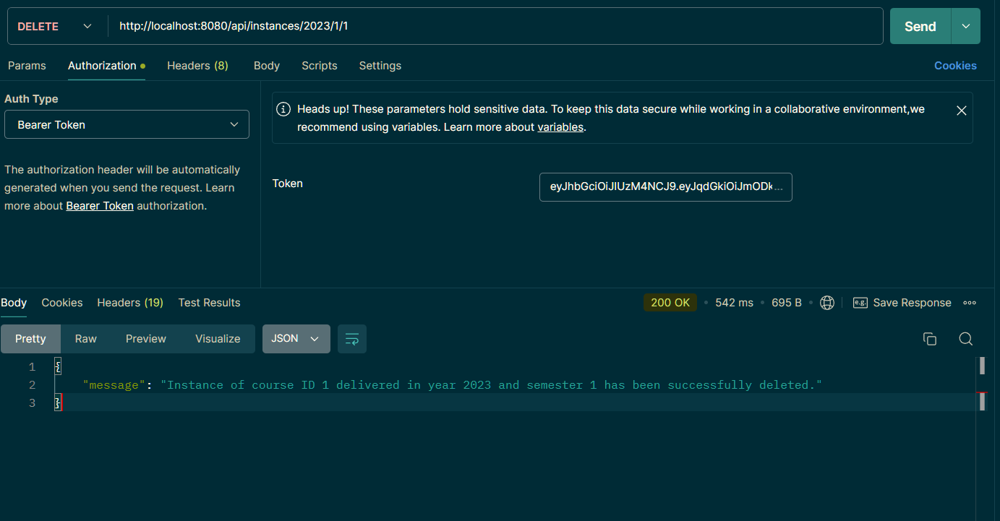 DELETE http://localhost:8080/api/instances/2023/1/1 Send
Params Authorization Headers (8) Body Scripts Settings Cookies
Auth Type
Bearer Token
The authorization header will be automatically
generated when you send the request. Learn
more about Bearer Token authorization.
Heads up! These parameters hold sensitive data. To keep this data secure while working in a collaborative environment,we
recommend using variables. Learn more about variables.
Token eyJhbGciOiJIUzM4NCJ9.eyJqdGkiOiJmODk...
Body Cookies Headers (19) Test Results 200 OK • 542 ms • 695 B • e.g. Save Response
Pretty Raw Preview Visualize JSON
1 {
2 "message": "Instance of course ID 1 delivered in year 2023 and semester 1 has been successfully deleted."
3 }